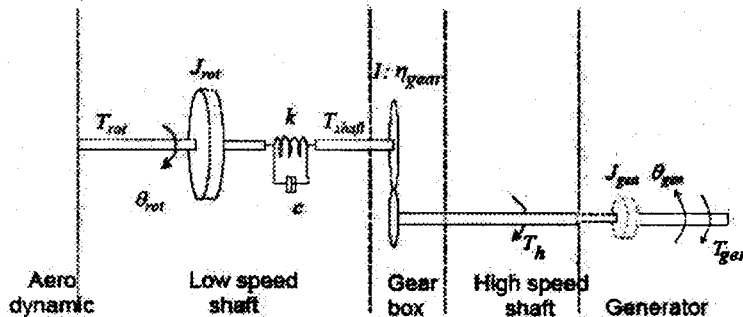 J_rot
1: η_gear
T_rot
k
T_shaft
θ_rot
c
J_gen
θ_gen
T_h
T_gen
Aero dynamic
Low speed shaft
Gear box
High speed shaft
Generator